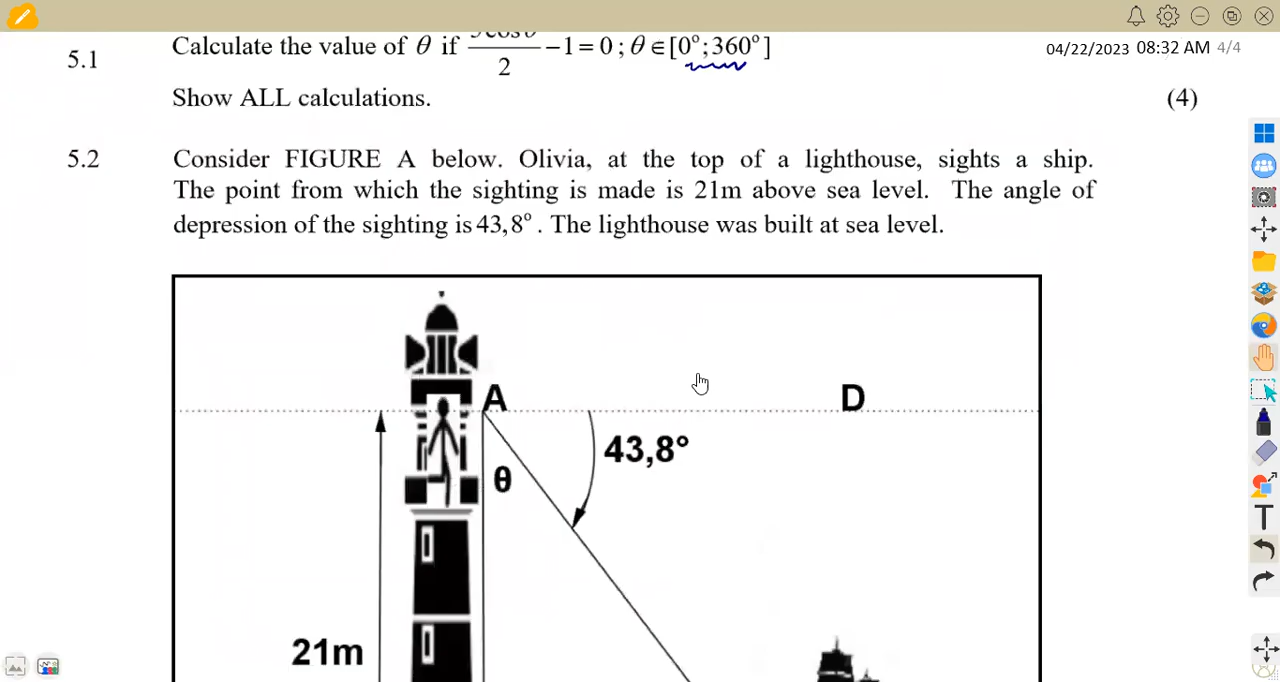 04/22/2023 08:32 AM 4/4
5.1 Calculate the value of θ if cosθ/2 − 1 = 0 ; θ ∈ [0°; 360°]
Show ALL calculations. (4)
5.2 Consider FIGURE A below. Olivia, at the top of a lighthouse, sights a ship.
The point from which the sighting is made is 21m above sea level. The angle of
depression of the sighting is 43,8°. The lighthouse was built at sea level.
A
D
43,8°
θ
21m
T